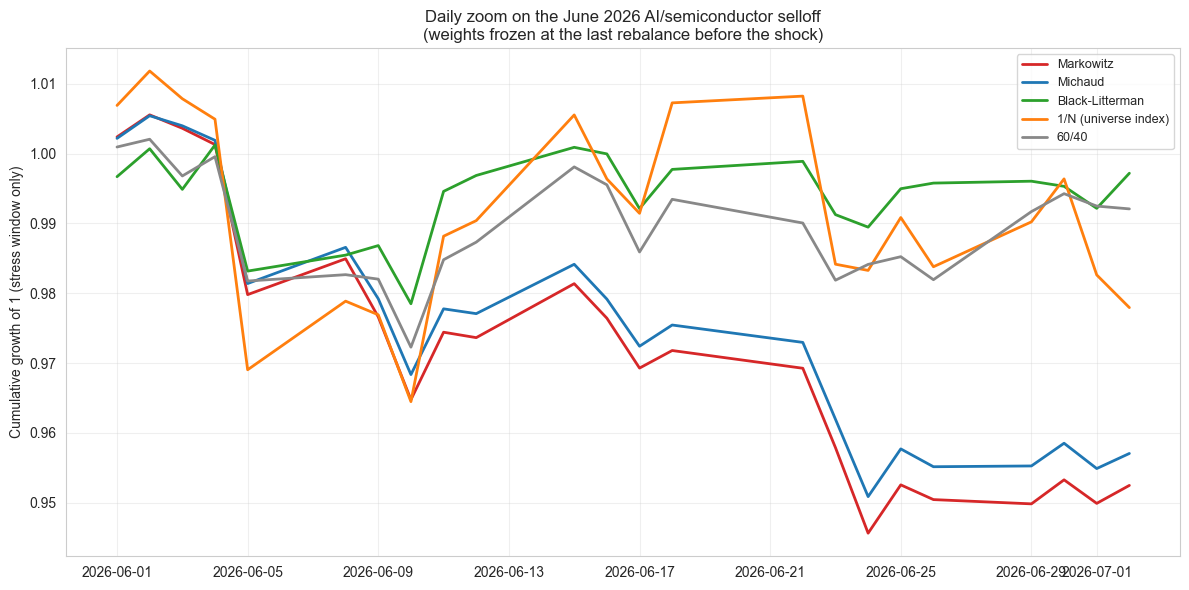 Daily zoom on the June 2026 AI/semiconductor selloff
(weights frozen at the last rebalance before the shock)
Markowitz
Michaud
Black-Litterman
1/N (universe index)
60/40
Cumulative growth of 1 (stress window only)
1.01
1.00
0.99
0.98
0.97
0.96
0.95
2026-06-01
2026-06-05
2026-06-09
2026-06-13
2026-06-17
2026-06-21
2026-06-25
2026-06-29
2026-07-01